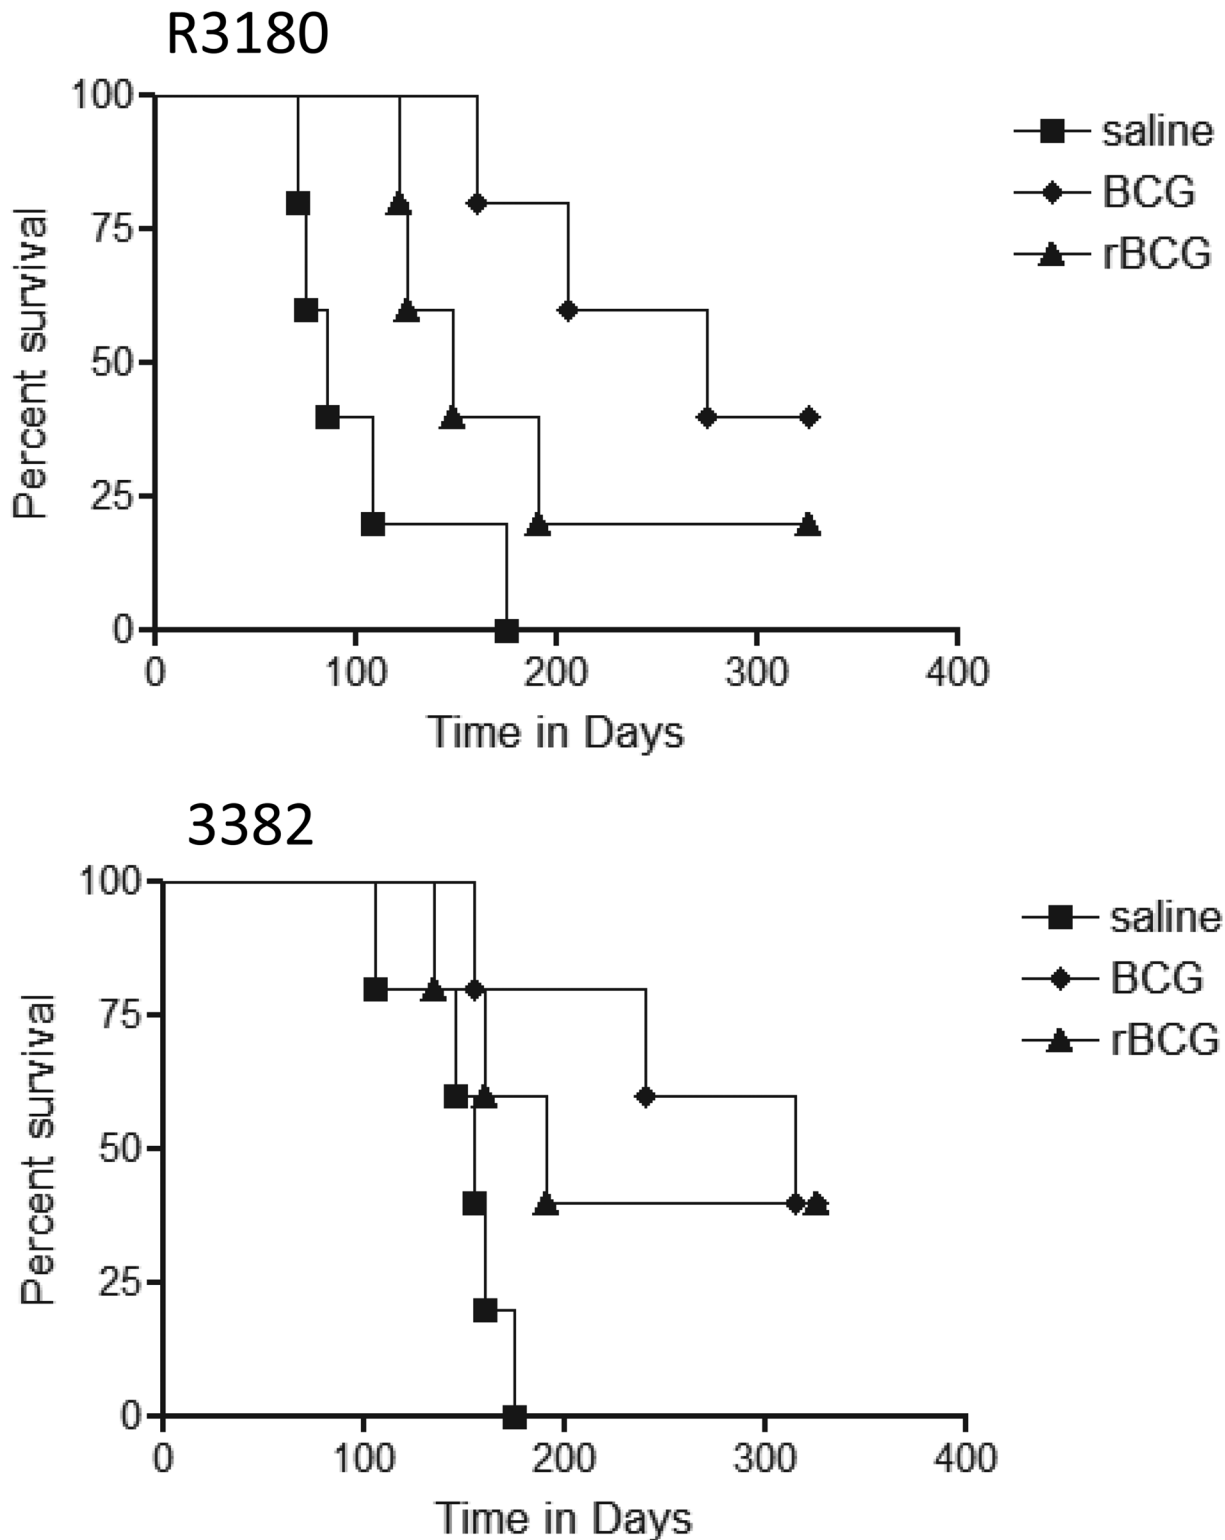 R3180
100
75
50
25
0
Percent survival
0 100 200 300 400
Time in Days
saline
BCG
rBCG
3382
100
75
50
25
0
Percent survival
0 100 200 300 400
Time in Days
saline
BCG
rBCG